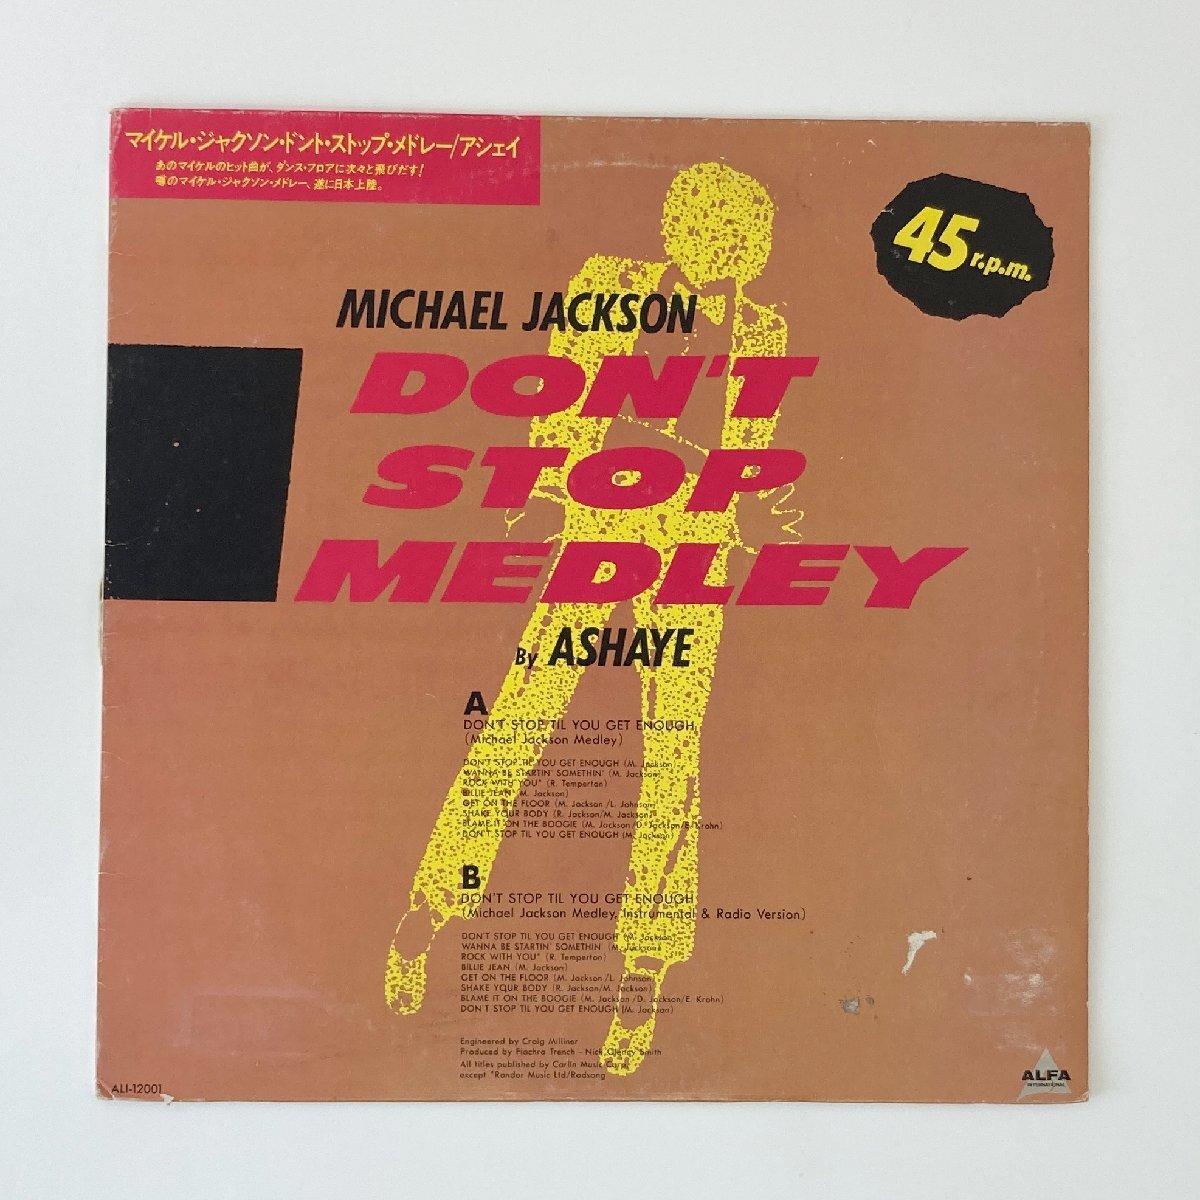 マイケル・ジャクソン・ドント・ストップ・メドレー/アシェイ
あのマイケルのヒット曲が、ダンス・フロアに次々と飛びだす!
噂のマイケル・ジャクソン・メドレー、遂に日本上陸。
45 r.p.m.
MICHAEL JACKSON
DON'T
STOP
MEDLEY
By ASHAYE
A
DON'T STOP TIL YOU GET ENOUGH
(Michael Jackson Medley)
DON'T STOP TIL YOU GET ENOUGH (M. Jackson)
WANNA BE STARTIN' SOMETHIN' (M. Jackson)
ROCK WITH YOU* (R. Temperton)
BILLIE JEAN (M. Jackson)
GET ON THE FLOOR (M. Jackson/L. Johnson)
SHAKE YOUR BODY (R. Jackson/M. Jackson)
BLAME IT ON THE BOOGIE (M. Jackson/D. Jackson/E. Krohn)
DON'T STOP TIL YOU GET ENOUGH (M. Jackson)
B
DON'T STOP TIL YOU GET ENOUGH
(Michael Jackson Medley, Instrumental & Radio Version)
DON'T STOP TIL YOU GET ENOUGH (M. Jackson)
WANNA BE STARTIN' SOMETHIN' (M. Jackson)
ROCK WITH YOU* (R. Temperton)
BILLIE JEAN (M. Jackson)
GET ON THE FLOOR (M. Jackson/L. Johnson)
SHAKE YOUR BODY (R. Jackson/M. Jackson)
BLAME IT ON THE BOOGIE (M. Jackson/D. Jackson/E. Krohn)
DON'T STOP TIL YOU GET ENOUGH (M. Jackson)
Engineered by Craig Milliner
Produced by Fiachra Trench - Nick Glennie Smith
All titles published by Carlin Music Corp.
except *Rondor Music Ltd/Rodsong
ALI-12001
ALFA
INTERNATIONAL